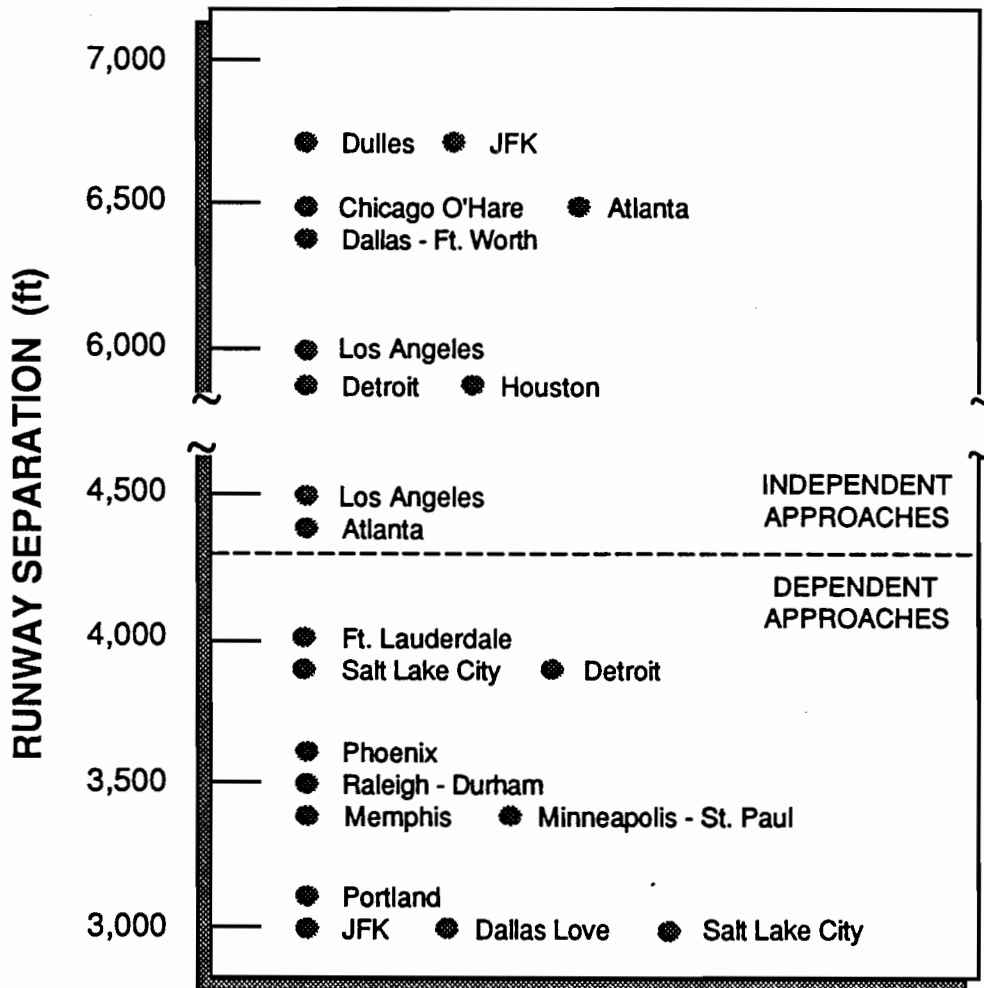 RUNWAY SEPARATION (ft)
7,000
Dulles JFK
6,500
Chicago O'Hare Atlanta
Dallas - Ft. Worth
6,000
Los Angeles
Detroit Houston
4,500
Los Angeles
Atlanta
INDEPENDENT
APPROACHES
DEPENDENT
APPROACHES
4,000
Ft. Lauderdale
Salt Lake City Detroit
Phoenix
3,500
Raleigh - Durham
Memphis Minneapolis - St. Paul
Portland
3,000
JFK Dallas Love Salt Lake City